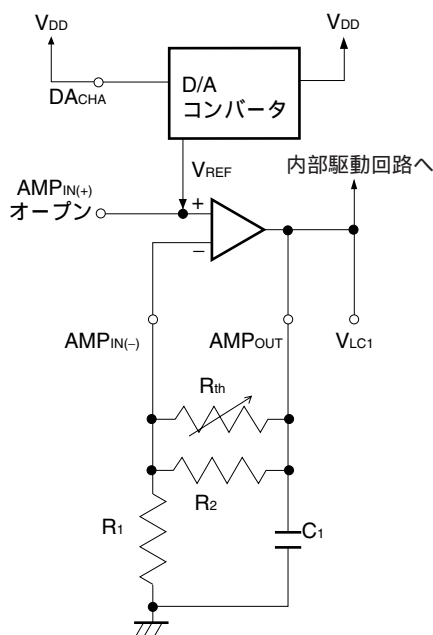 VDD
VDD
DACHA
D/A
コンバータ
VREF
内部駆動回路へ
AMPIN(+)
オープン
+
−
AMPIN(−)
AMPOUT
VLC1
Rth
R2
R1
C1